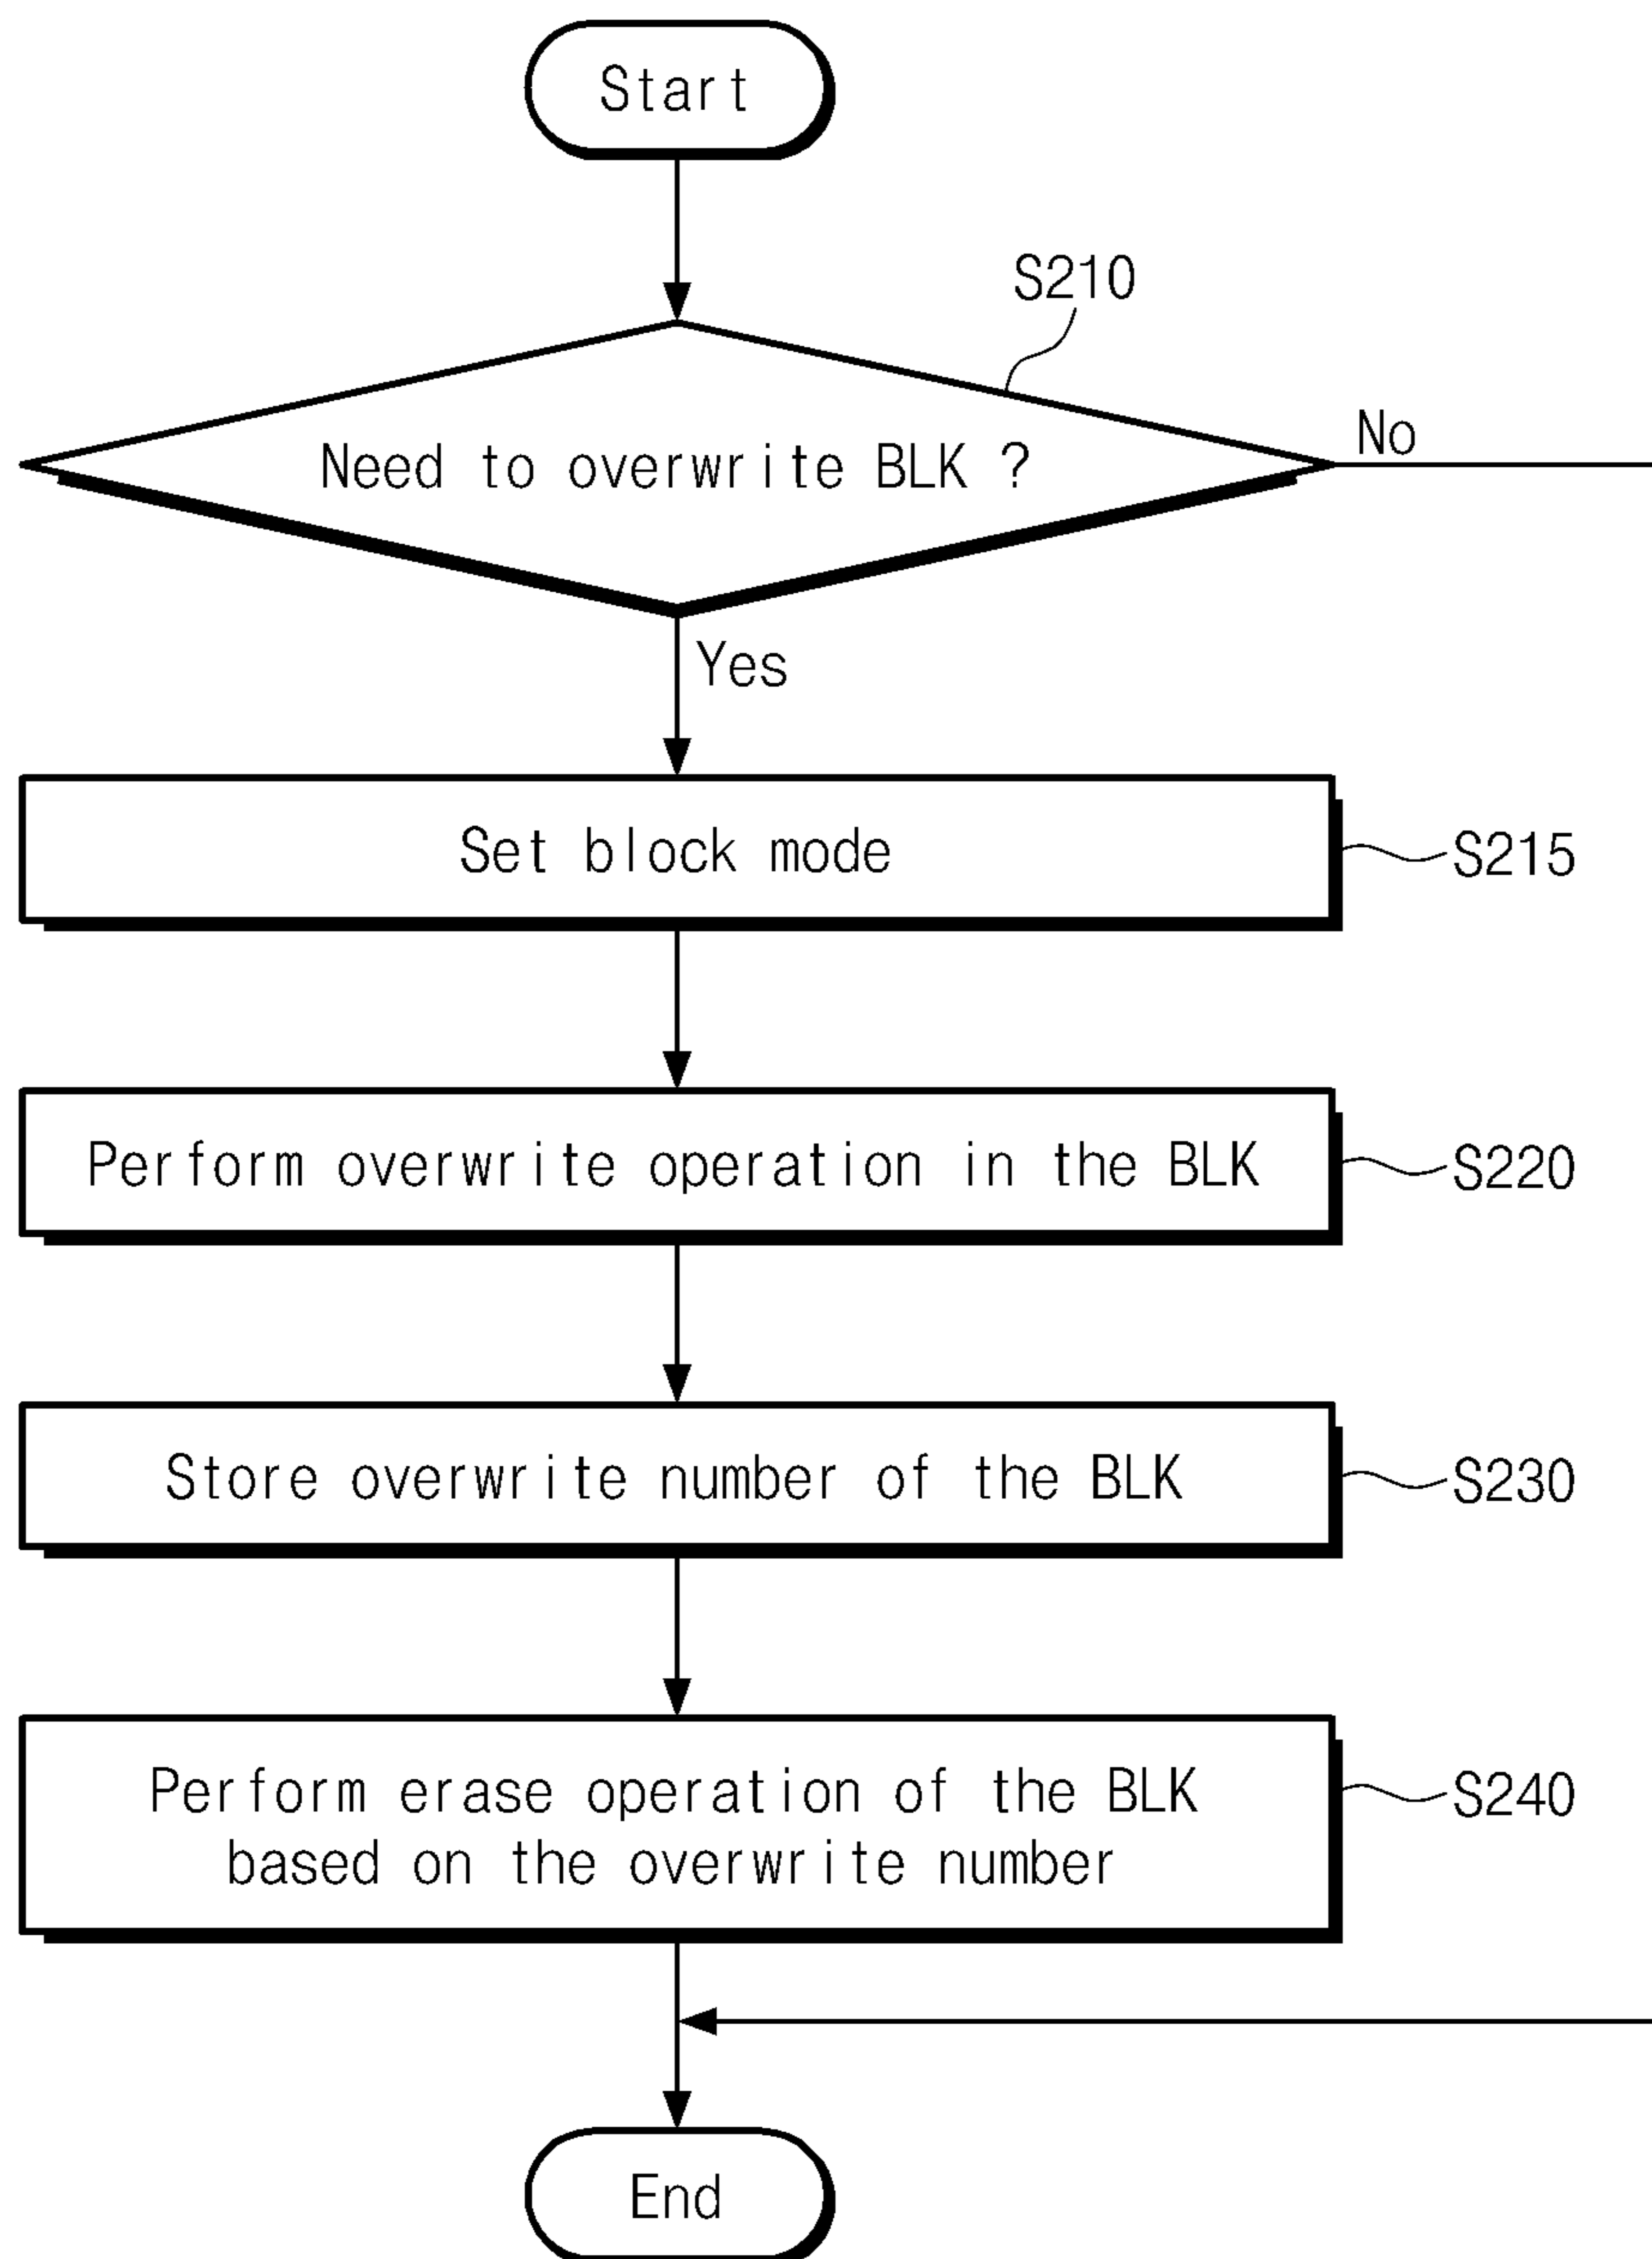 Start
S210
Need to overwrite BLK ?
No
Yes
Set block mode
S215
Perform overwrite operation in the BLK
S220
Store overwrite number of the BLK
S230
Perform erase operation of the BLK
based on the overwrite number
S240
End